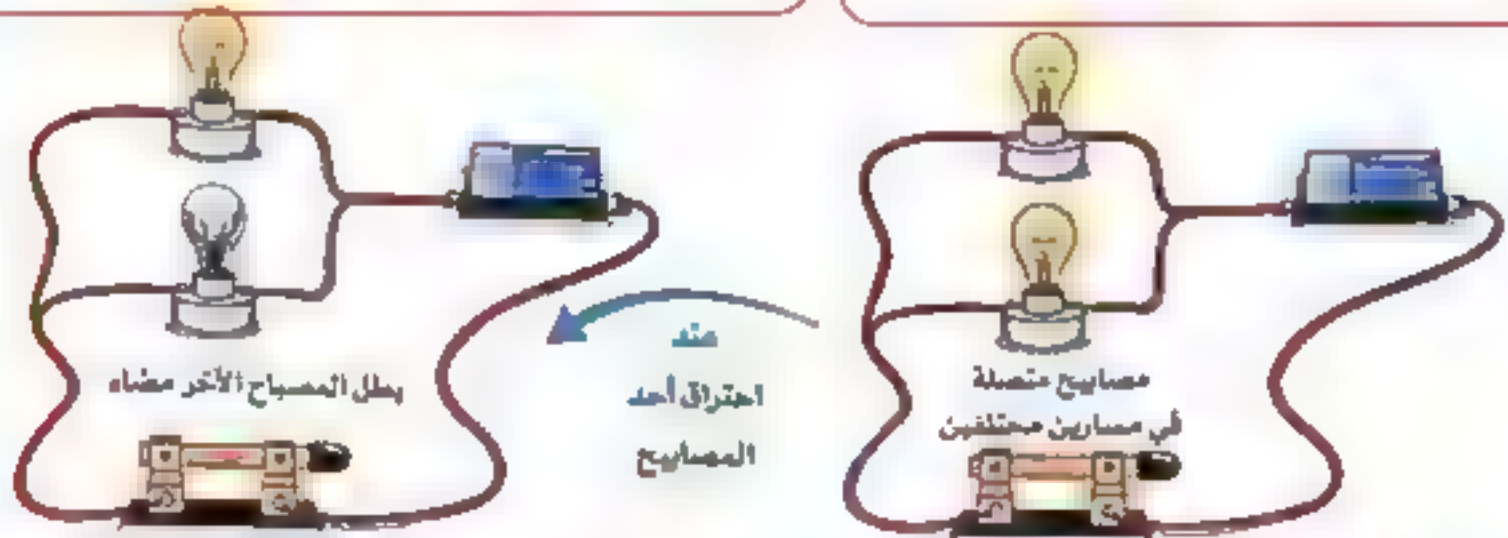 مصابيح متصلة
في مسارين مختلفين
عند
احتراق أحد
المصابيح
يظل المصباح الآخر مضاء